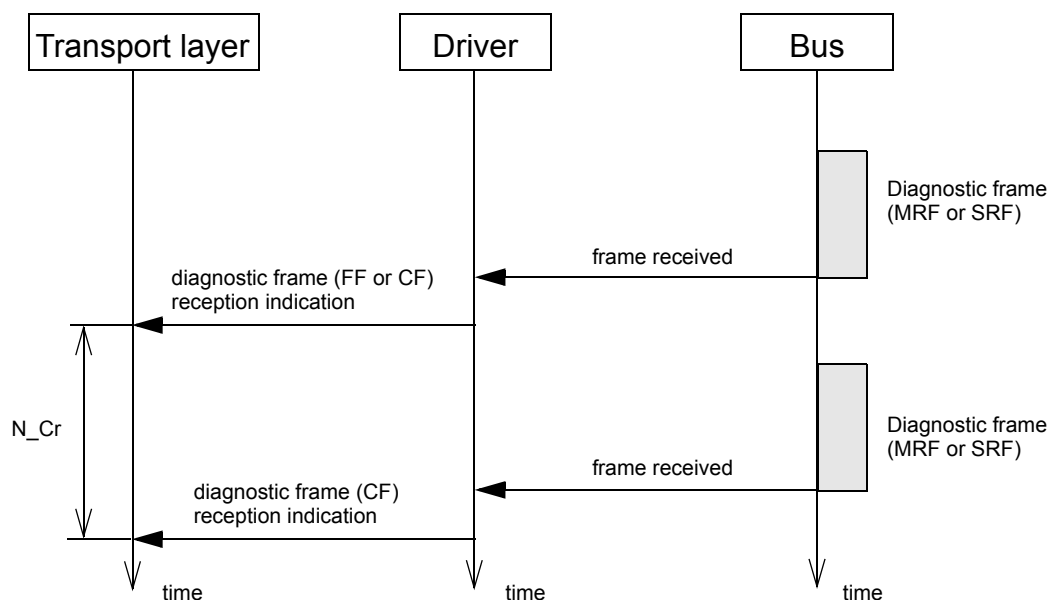 Transport layer
Driver
Bus
Diagnostic frame
(MRF or SRF)
frame received
diagnostic frame (FF or CF)
reception indication
N_Cr
Diagnostic frame
(MRF or SRF)
frame received
diagnostic frame (CF)
reception indication
time
time
time